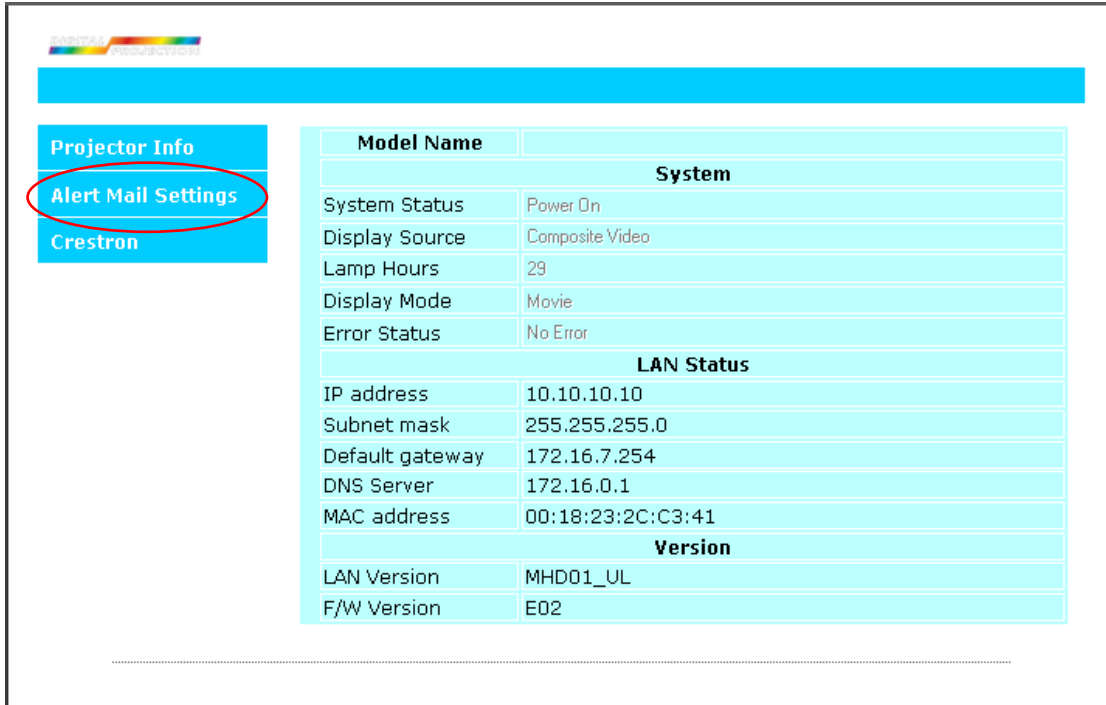 DIGITAL
PROJECTION
Projector Info
Alert Mail Settings
Crestron
Model Name
System
System Status Power On
Display Source Composite Video
Lamp Hours 29
Display Mode Movie
Error Status No Error
LAN Status
IP address 10.10.10.10
Subnet mask 255.255.255.0
Default gateway 172.16.7.254
DNS Server 172.16.0.1
MAC address 00:18:23:2C:C3:41
Version
LAN Version MHD01_UL
F/W Version E02